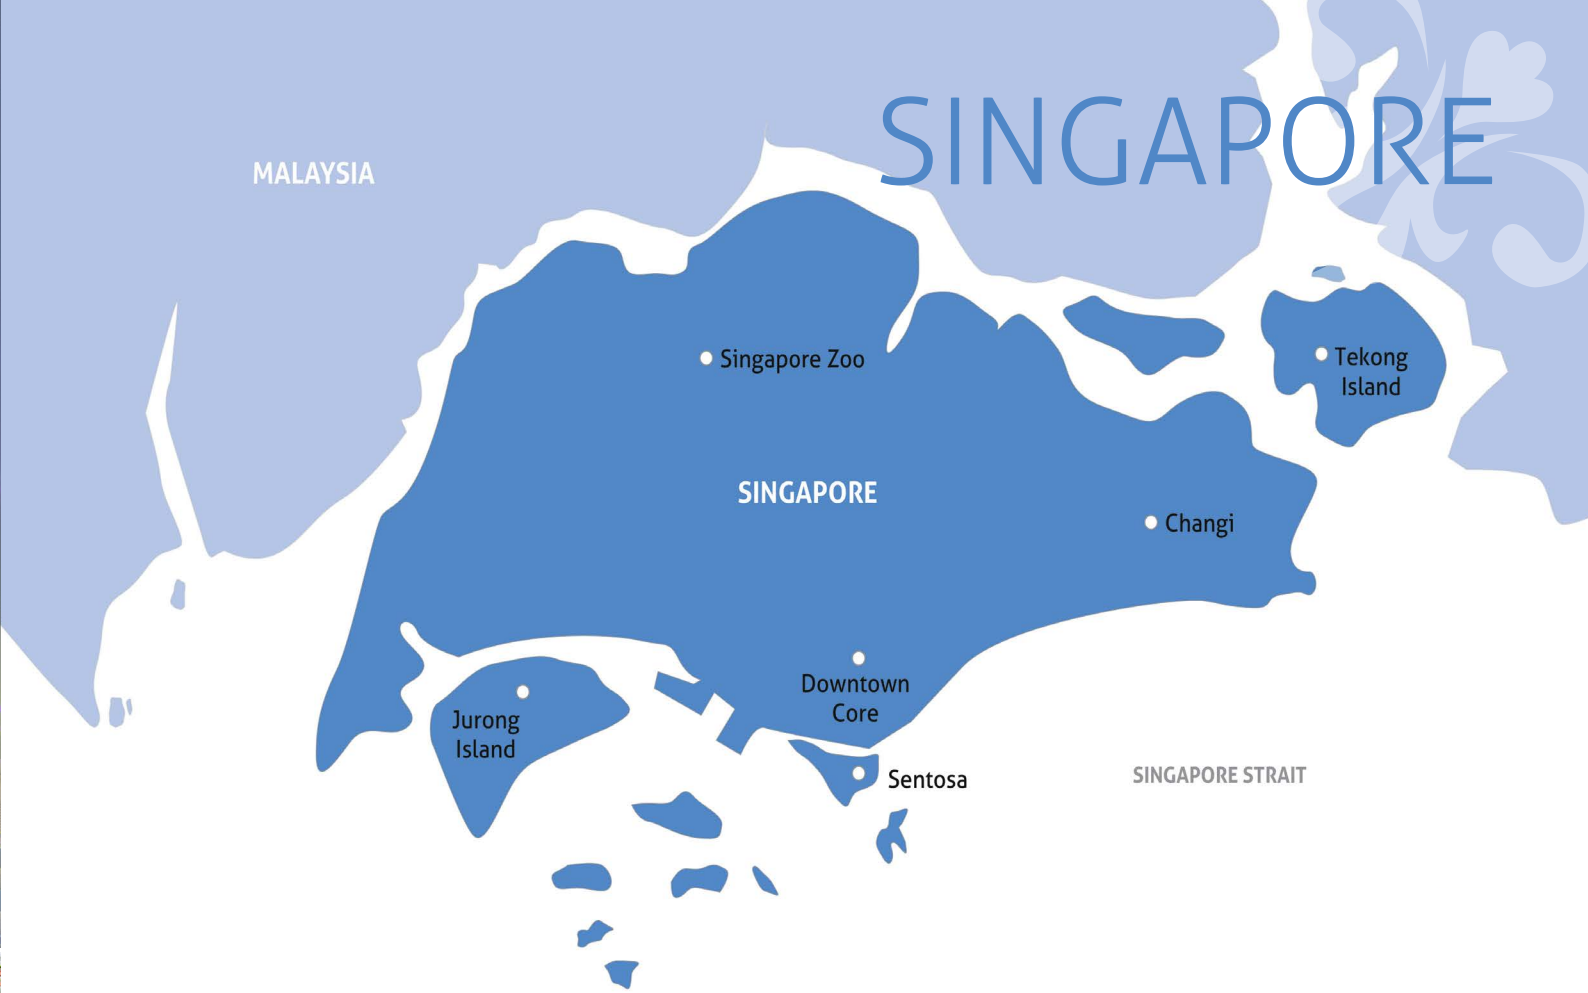 SINGAPORE
MALAYSIA
Singapore Zoo
Tekong
Island
SINGAPORE
Changi
Downtown
Core
Jurong
Island
Sentosa
SINGAPORE STRAIT